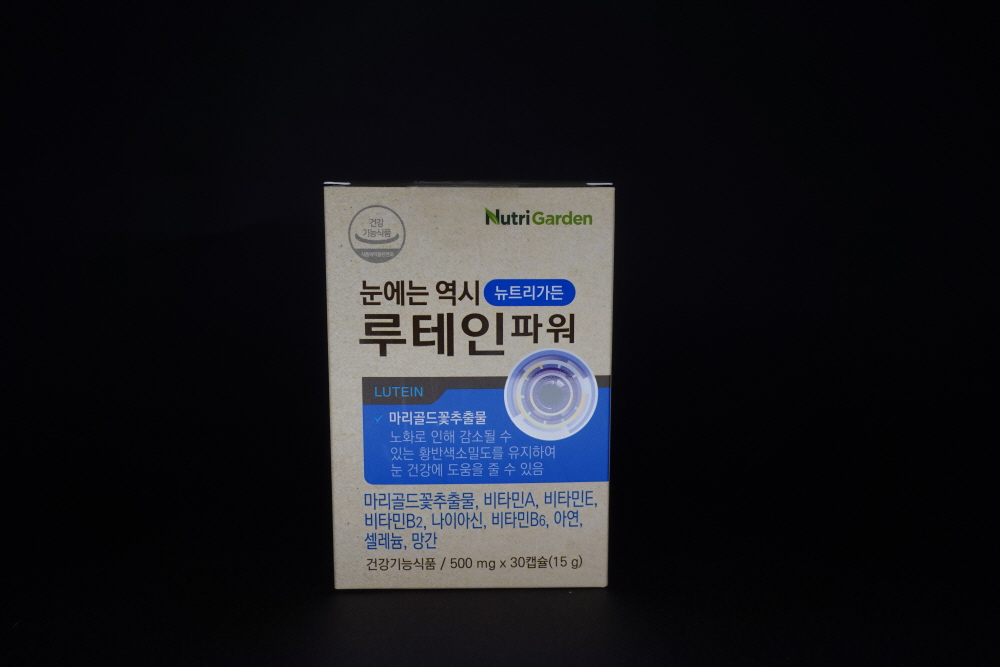 건강
기능식품
NutriGarden
눈에는 역시 뉴트리가든
루테인파워
LUTEIN
마리골드꽃추출물
노화로 인해 감소될 수
있는 황반색소밀도를 유지하여
눈 건강에 도움을 줄 수 있음
마리골드꽃추출물, 비타민A, 비타민E,
비타민B2, 나이아신, 비타민B6, 아연,
셀레늄, 망간
건강기능식품 / 500 mg x 30캡슐(15 g)